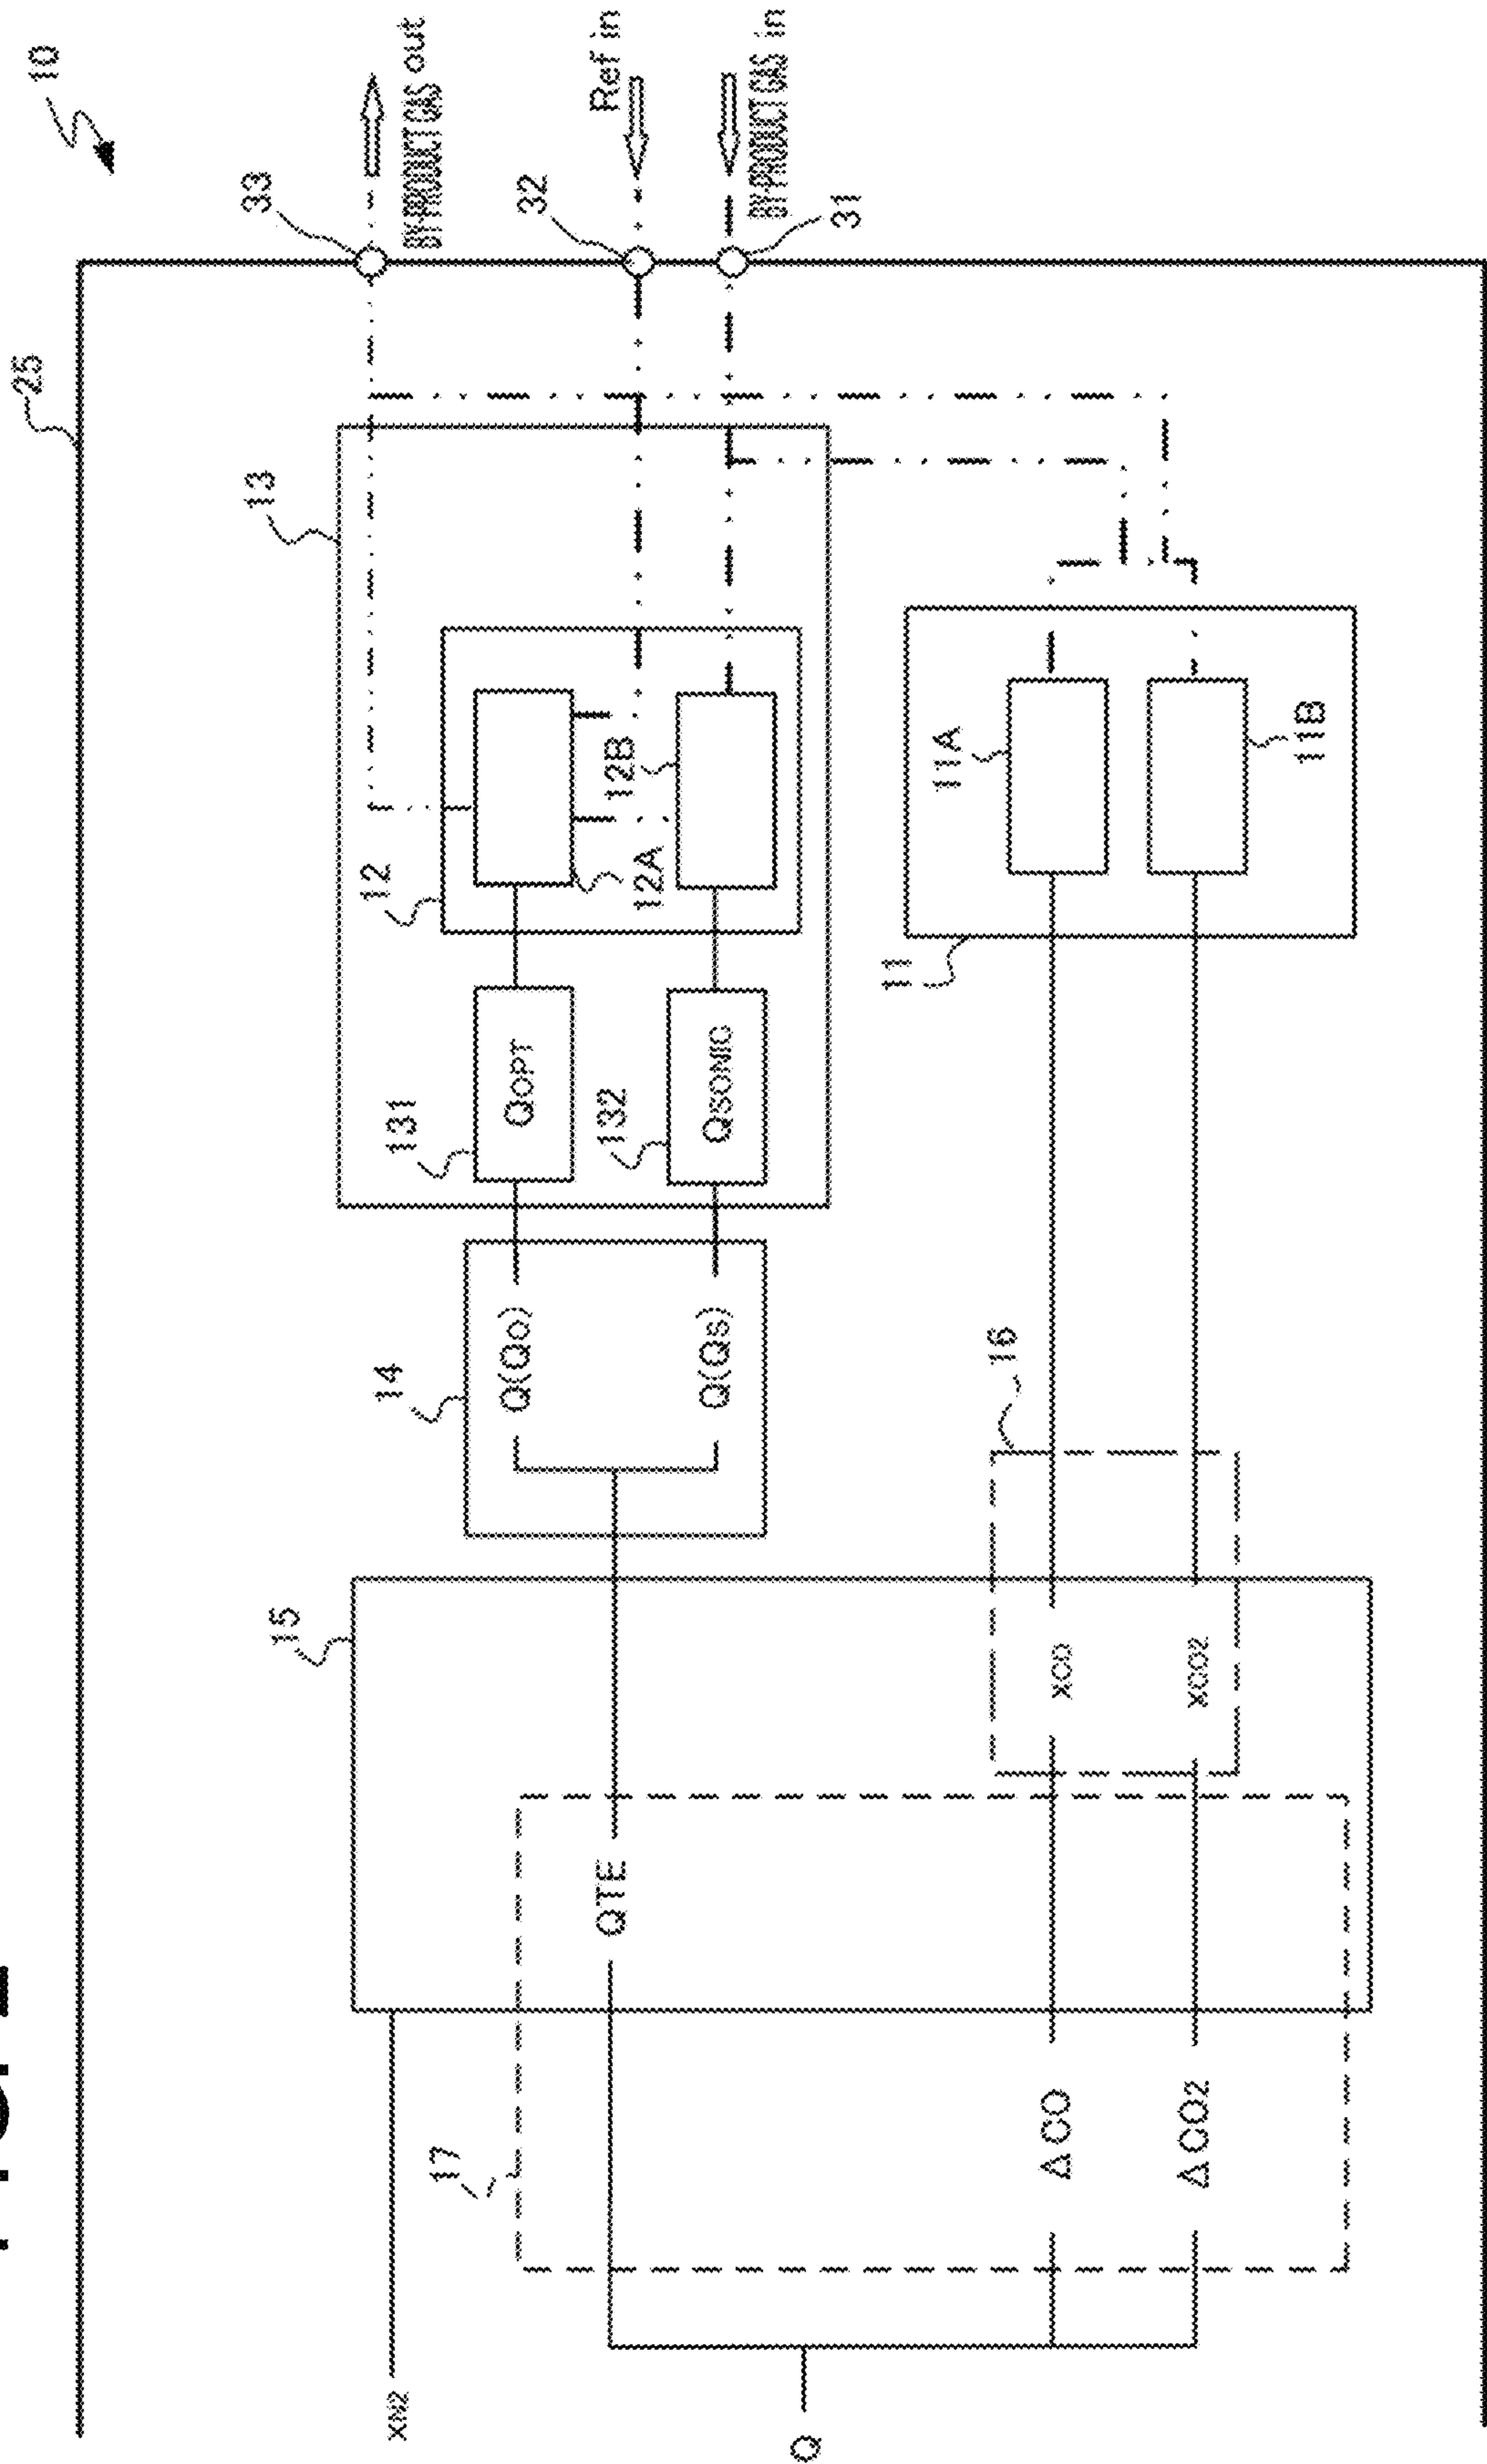 10
25
33
BY-PRODUCT GAS out
32
Ref in
31
BY-PRODUCT GAS in
13
12
12A
12B
11
11A
11B
131
QOPT
132
QSONIC
14
Q(QO)
Q(QS)
15
16
xCO
xCO2
17
QTE
ΔCO
ΔCO2
xN2
Q